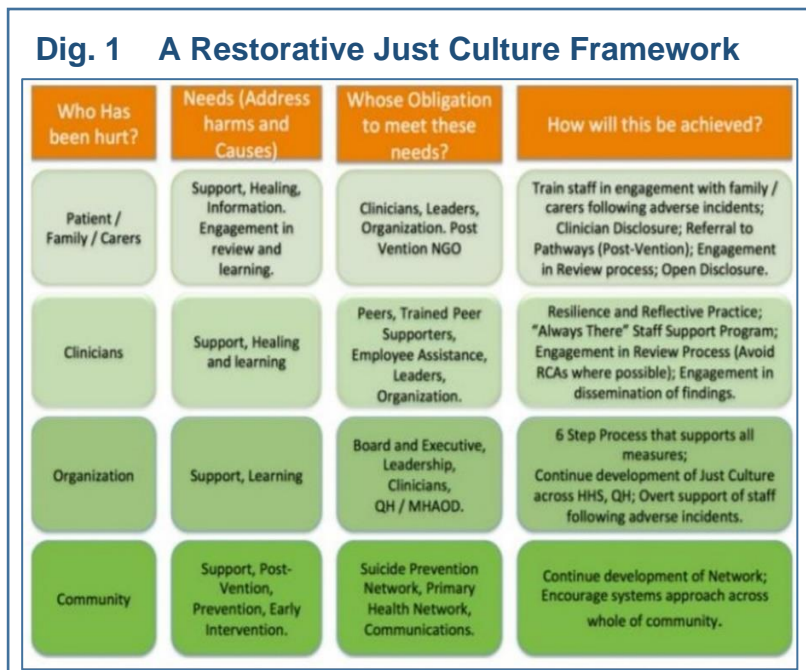 Dig. 1 A Restorative Just Culture Framework
Who Has
been hurt?
Needs (Address
harms and
Causes)
Whose Obligation
to meet these
needs?
How will this be achieved?
Patient /
Family / Carers
Support, Healing,
Information.
Engagement in
review and
learning.
Clinicians, Leaders,
Organization. Post
Vention NGO
Train staff in engagement with family /
carers following adverse incidents;
Clinician Disclosure; Referral to
Pathways (Post-Vention); Engagement
in Review process; Open Disclosure.
Clinicians
Support, Healing
and learning
Peers, Trained Peer
Supporters,
Employee Assistance,
Leaders,
Organization.
Resilience and Reflective Practice;
"Always There" Staff Support Program;
Engagement in Review Process (Avoid
RCAs where possible); Engagement in
dissemination of findings.
Organization
Support, Learning
Board and Executive,
Leadership,
Clinicians,
QH / MHAOD.
6 Step Process that supports all
measures;
Continue development of Just Culture
across HHS, QH; Overt support of staff
following adverse incidents.
Community
Support, Post-
Vention,
Prevention, Early
Intervention.
Suicide Prevention
Network, Primary
Health Network,
Communications.
Continue development of Network;
Encourage systems approach across
whole of community.